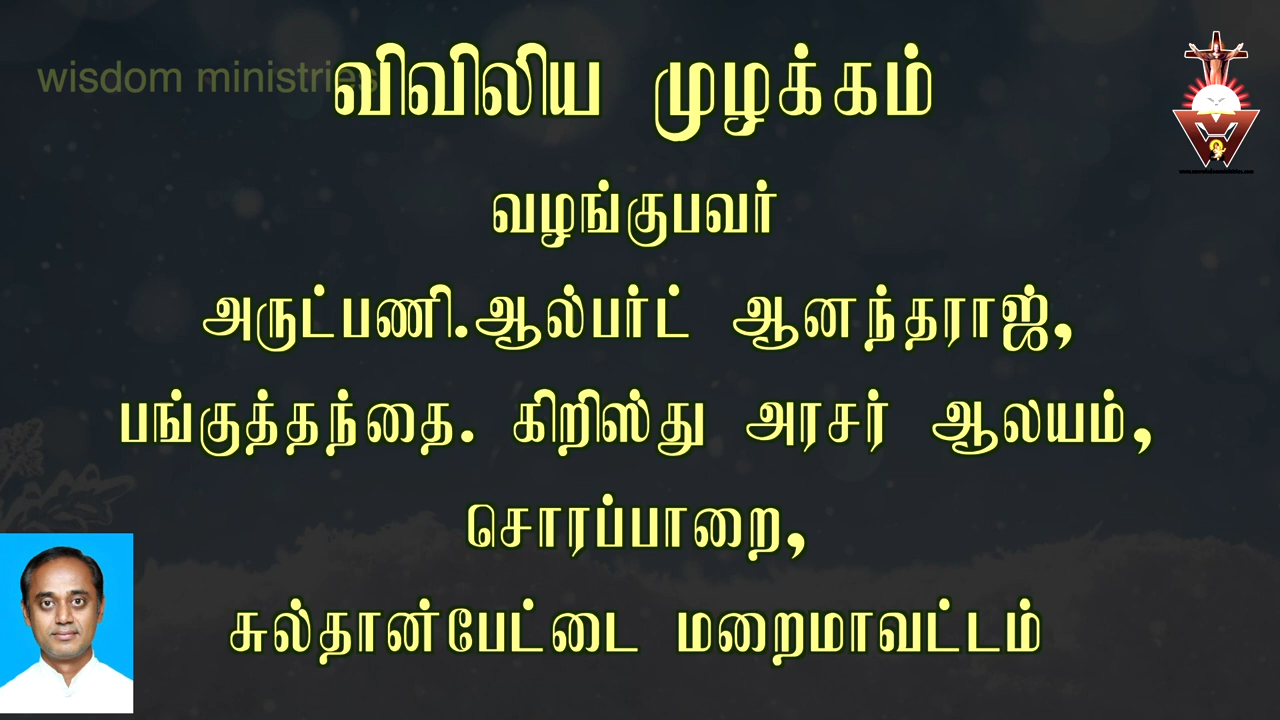 wisdom ministries
விவிலிய முழக்கம்
வழங்குபவர்
அருட்பணி.ஆல்பர்ட் ஆனந்தராஜ்,
பங்குத்தந்தை. கிறிஸ்து அரசர் ஆலயம்,
சொரப்பாறை,
சுல்தான்பேட்டை மறைமாவட்டம்